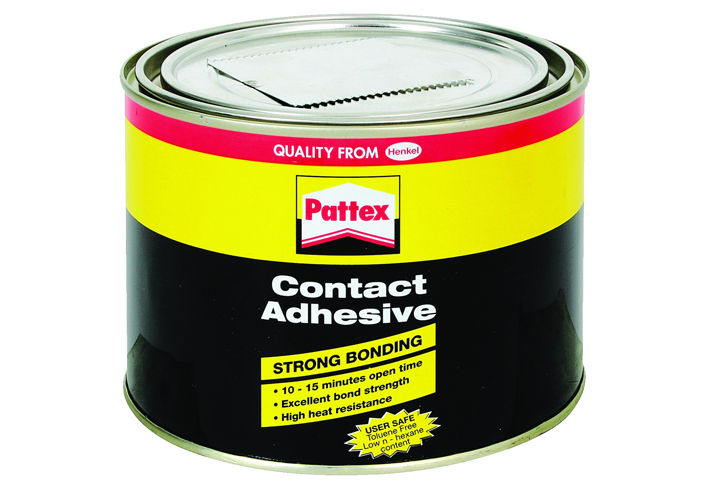 QUALITY FROM Henkel
Pattex
Contact
Adhesive
STRONG BONDING
• 10 - 15 minutes open time
• Excellent bond strength
• High heat resistance
USER SAFE
Toluene Free
Low n - hexane
content